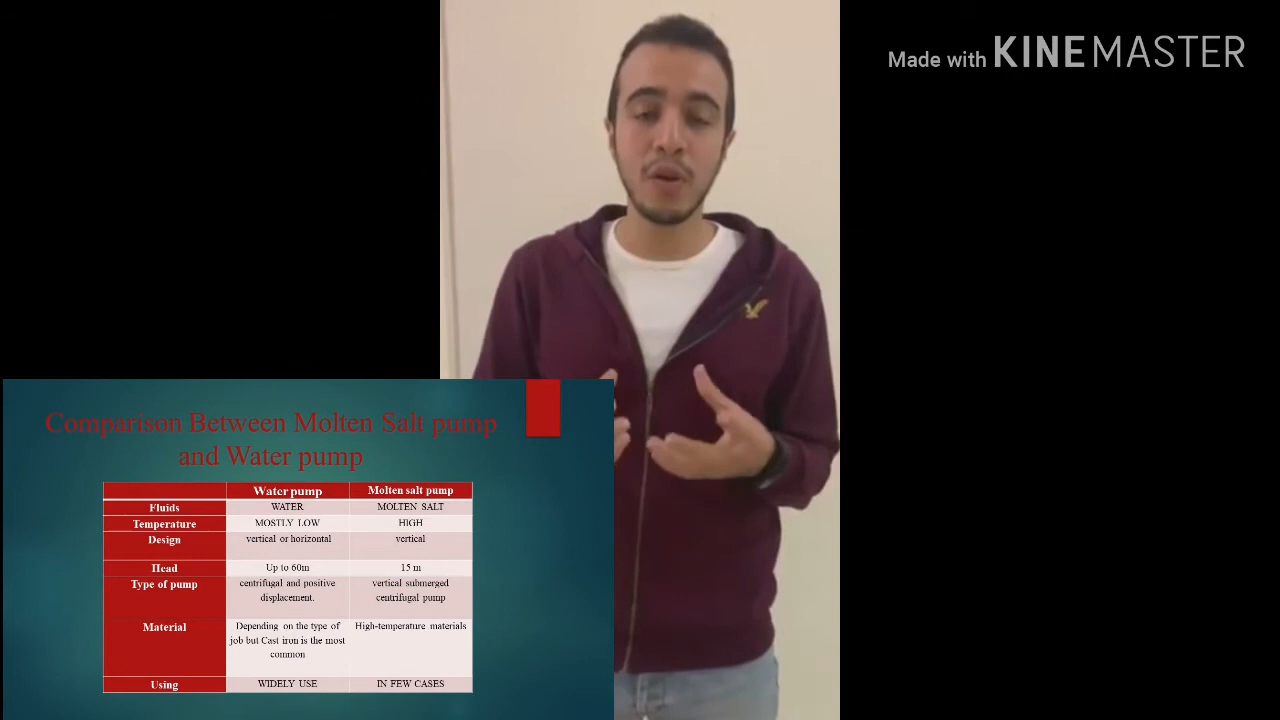 Made with KINEMASTER
Comparison Between Molten Salt pump
and Water pump
Water pump Molten salt pump
Fluids WATER MOLTEN SALT
Temperature MOSTLY LOW HIGH
Design vertical or horizontal vertical
Head Up to 60m 15 m
Type of pump centrifugal and positive vertical submerged
displacement. centrifugal pump
Material Depending on the type of High-temperature materials
job but Cast iron is the most
common
Using WIDELY USE IN FEW CASES